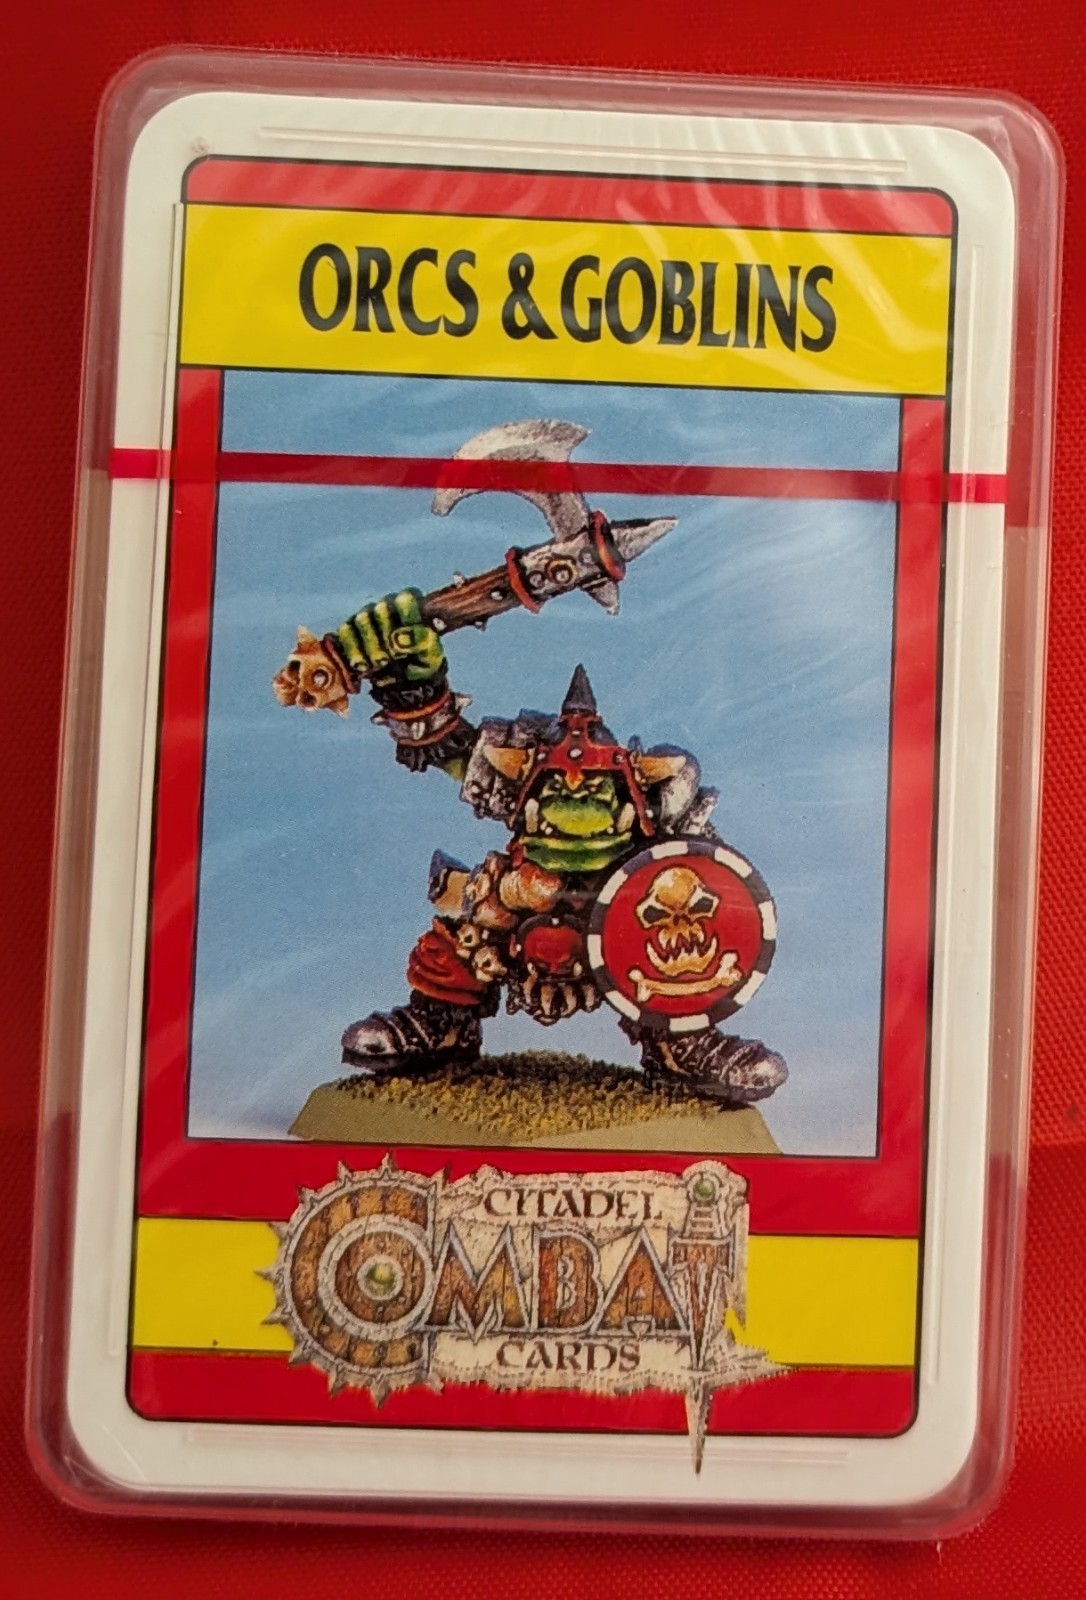 ORCS & GOBLINS
CITADEL
COMBAT
CARDS